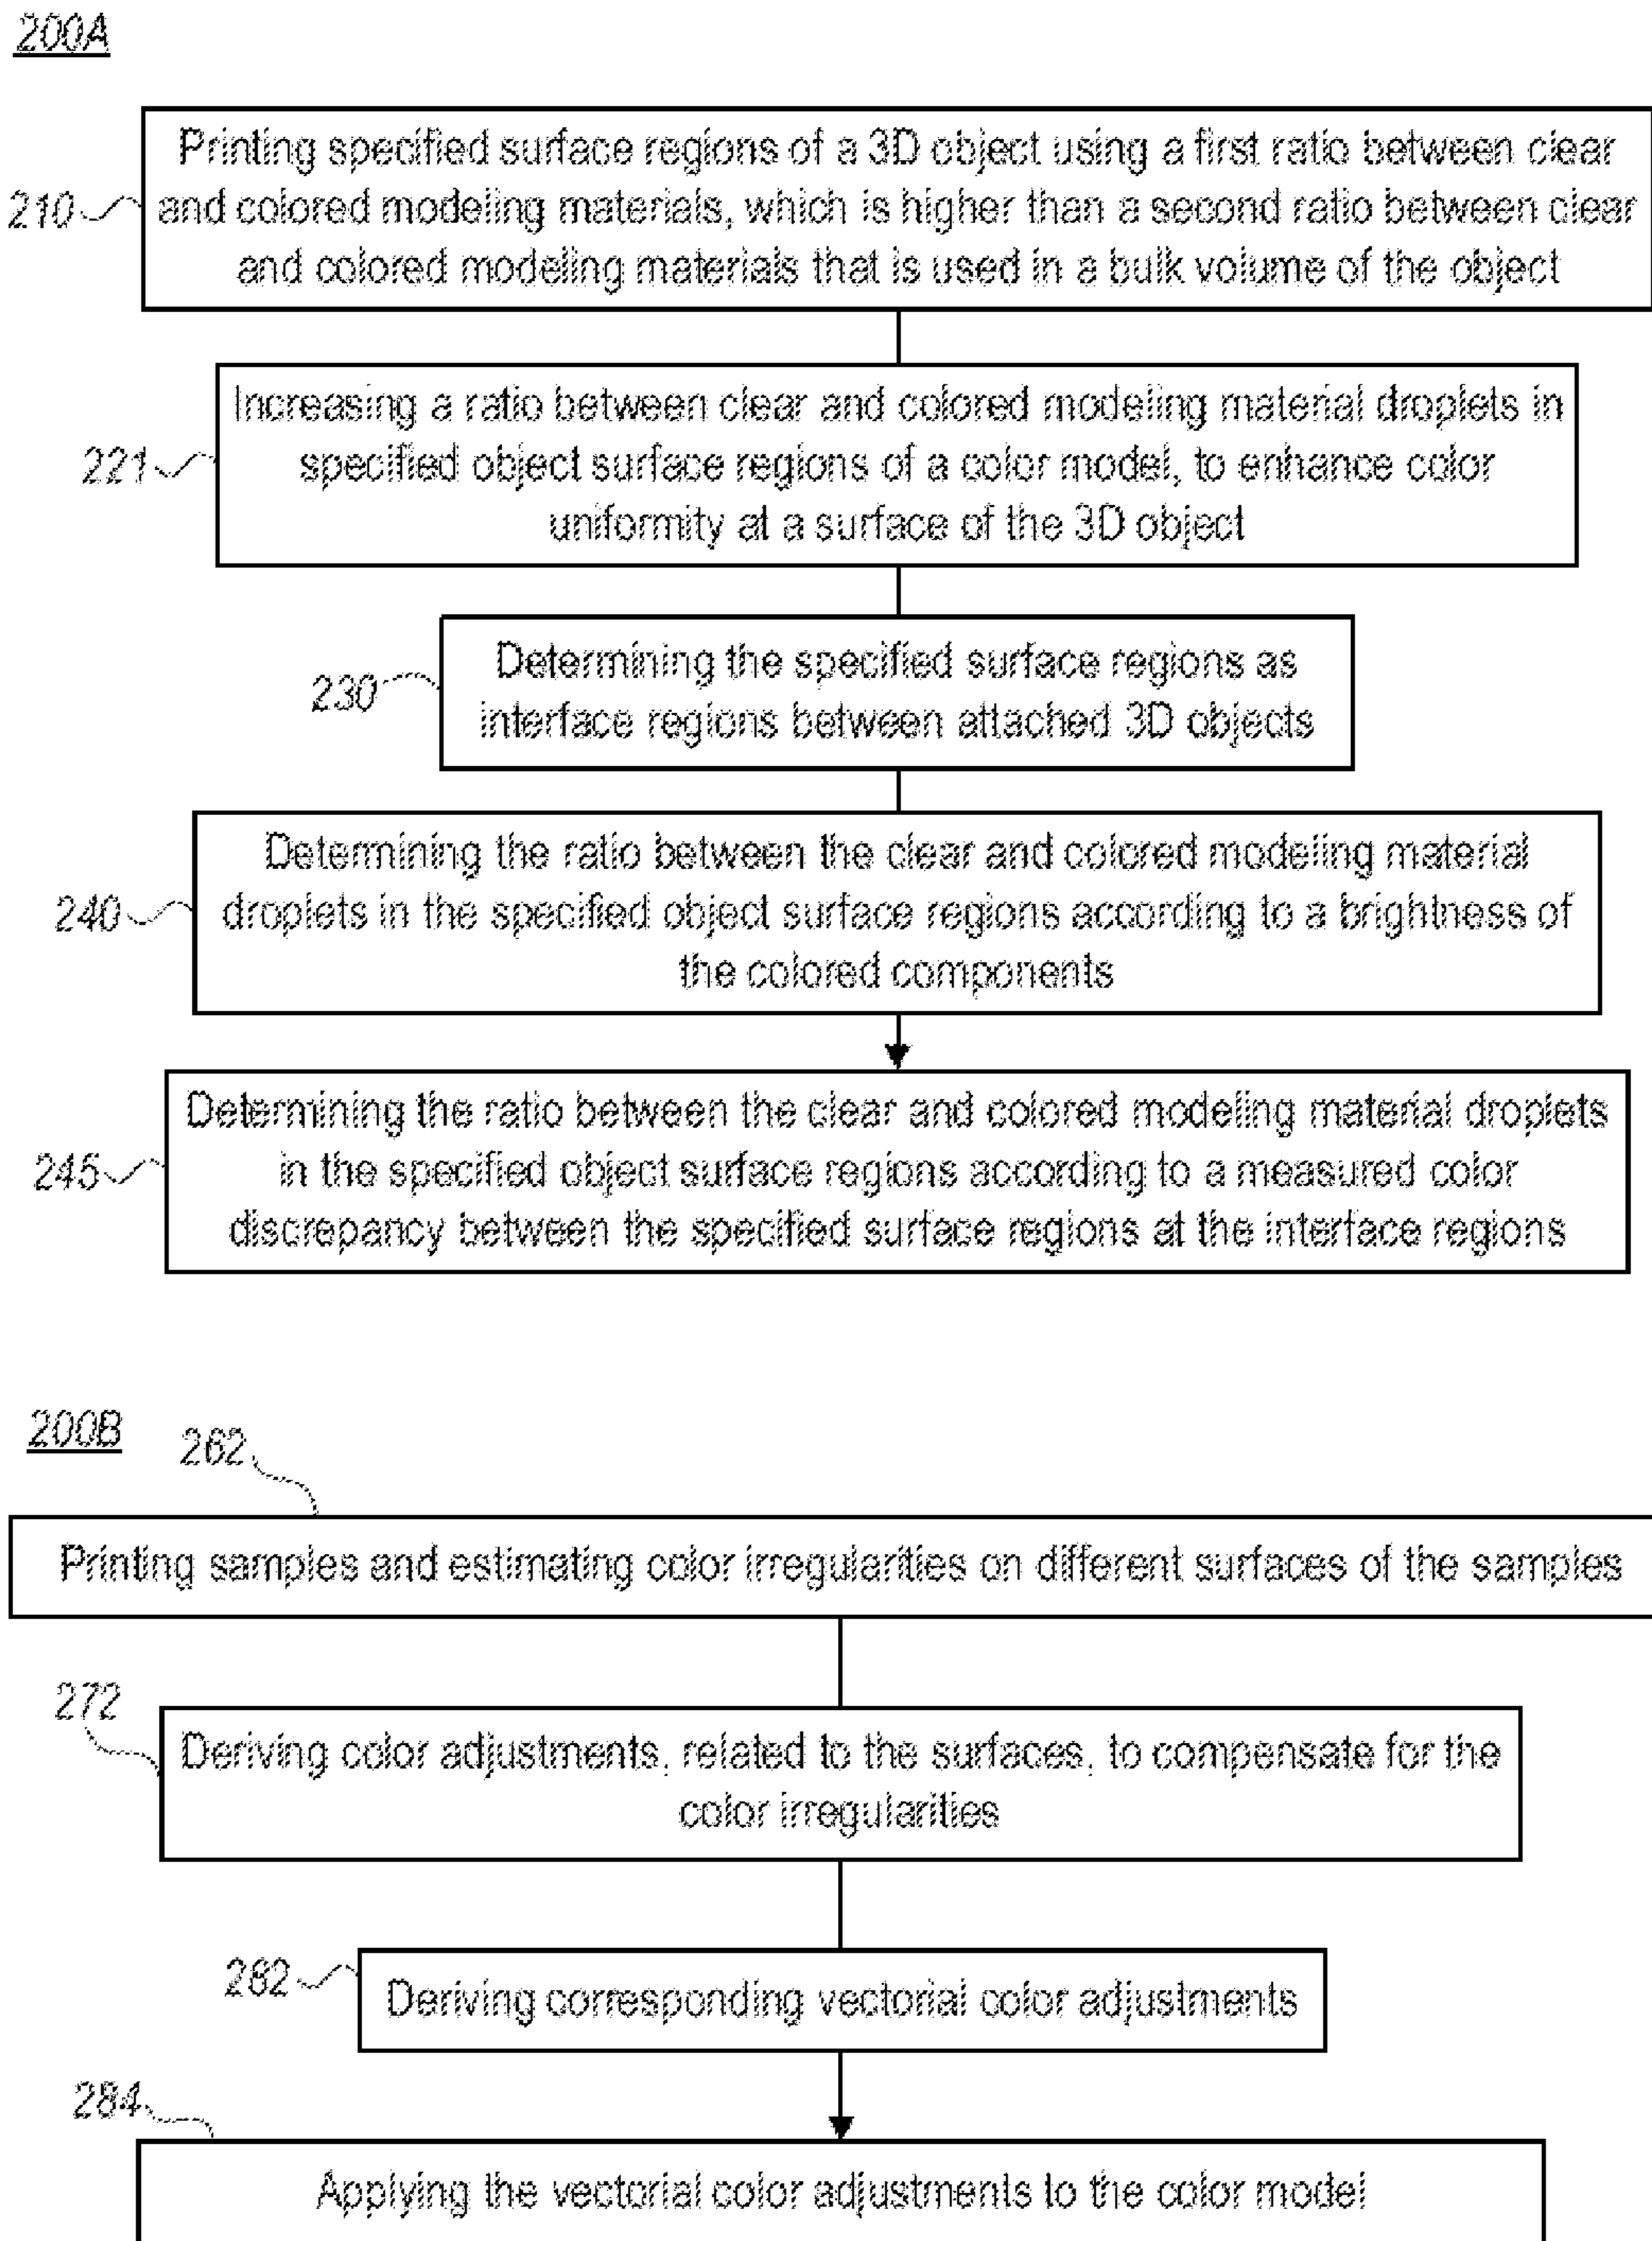 200A
Printing specified surface regions of a 3D object using a first ratio between clear
210 and colored modeling materials, which is higher than a second ratio between clear
and colored modeling materials that is used in a bulk volume of the object
Increasing a ratio between clear and colored modeling material droplets in
221 specified object surface regions of a color model, to enhance color
uniformity at a surface of the 3D object
230 Determining the specified surface regions as
interface regions between attached 3D objects
Determining the ratio between the clear and colored modeling material
240 droplets in the specified object surface regions according to a brightness of
the colored components
Determining the ratio between the clear and colored modeling material droplets
245 in the specified object surface regions according to a measured color
discrepancy between the specified surface regions at the interface regions
200B
262
Printing samples and estimating color irregularities on different surfaces of the samples
272
Deriving color adjustments, related to the surfaces, to compensate for the
color irregularities
282
Deriving corresponding vectorial color adjustments
284
Applying the vectorial color adjustments to the color model